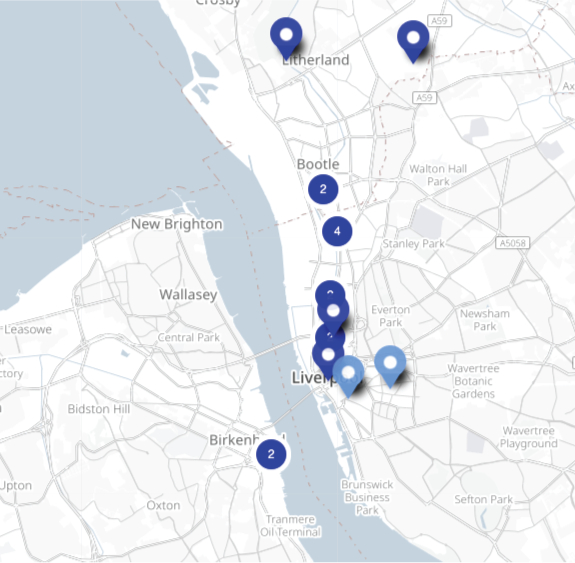 Crosby
A59
Litherland
A59
Ax
Bootle
2
Walton Hall
Park
New Brighton
4
Stanley Park
A5058
Wallasey
Everton
Park
Newsham
Park
Leasowe
Central Park
Liverp
Wavertree
Botanic
Gardens
ctory
Bidston Hill
Birkenh
d
2
Wavertree
Playground
Upton
Oxton
Brunswick
Business
Park
Sefton Park
Tranmere
Oil Terminal